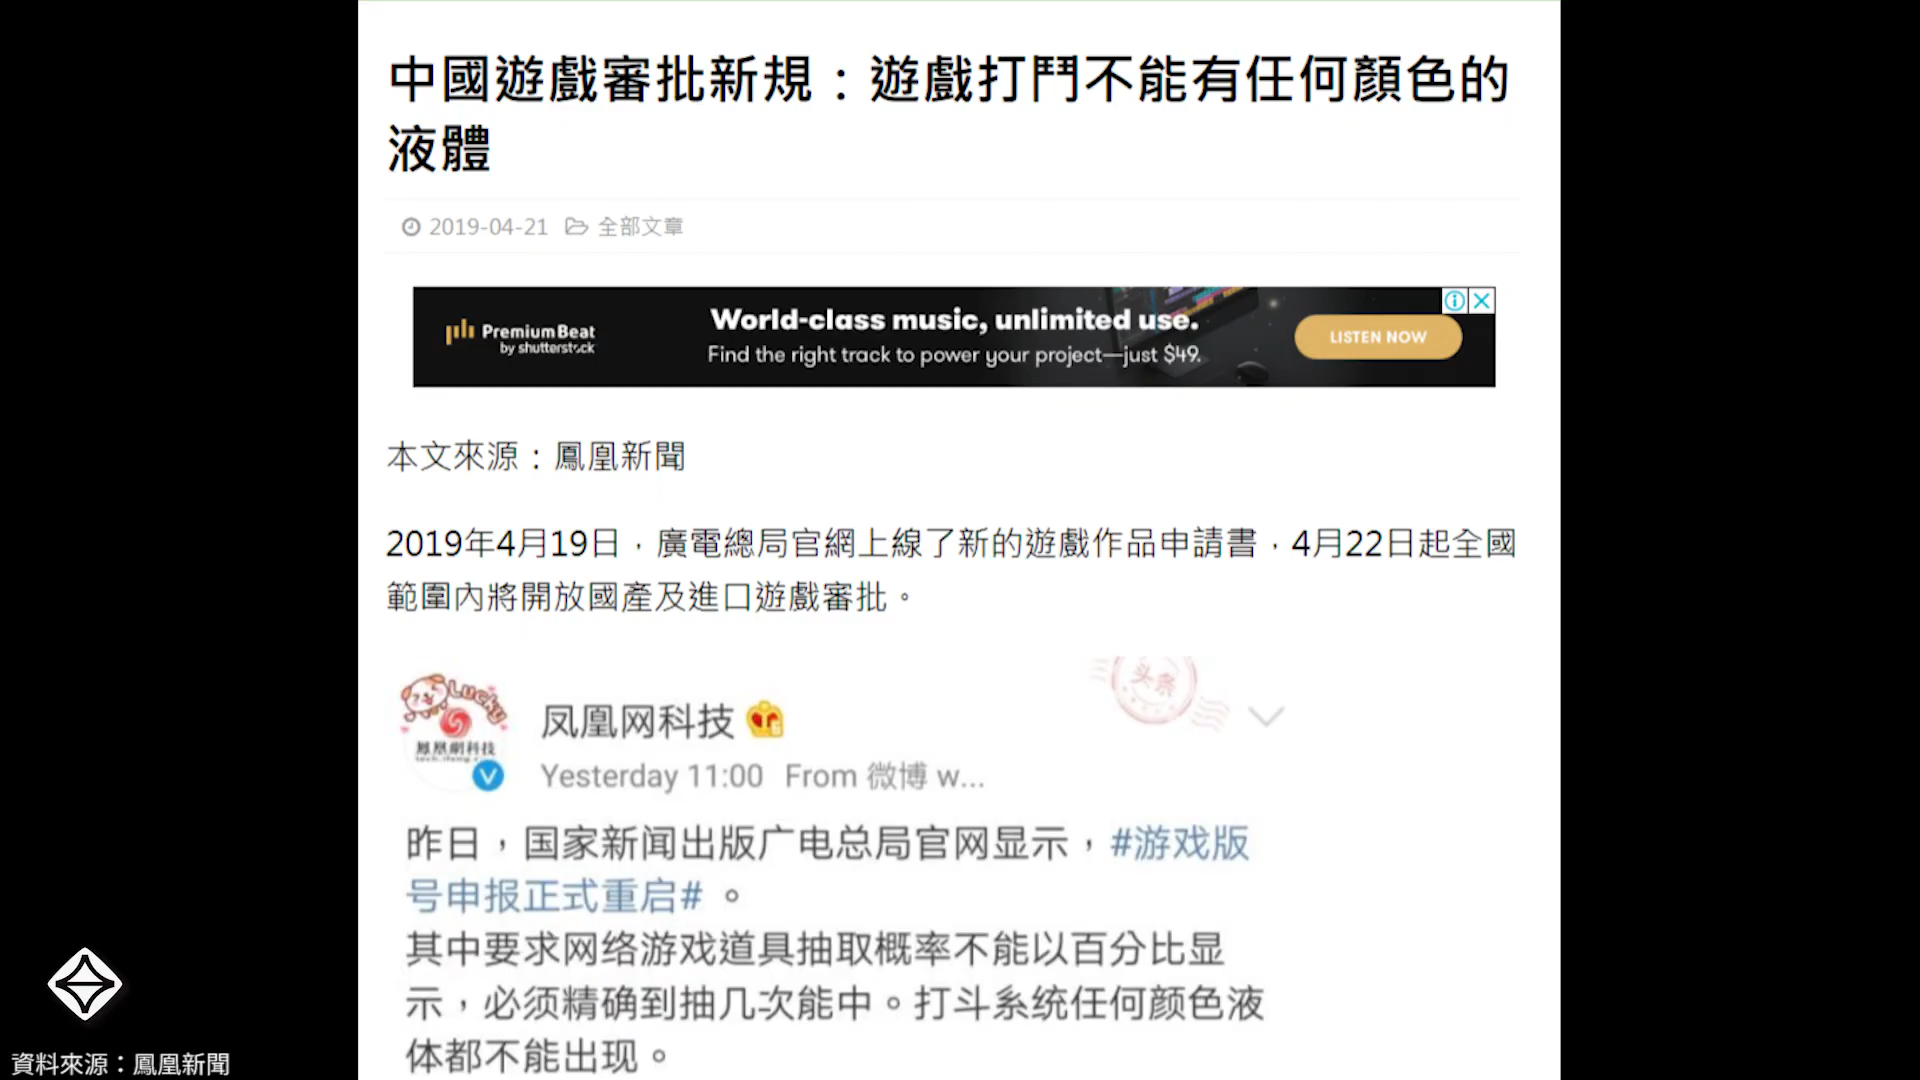 中國遊戲審批新規：遊戲打鬥不能有任何顏色的
液體
2019-04-21 全部文章
PremiumBeat
by shutterstock
World-class music, unlimited use.
Find the right track to power your project—just $49.
LISTEN NOW
本文來源：鳳凰新聞
2019年4月19日，廣電總局官網上線了新的遊戲作品申請書，4月22日起全國
範圍內將開放國產及進口遊戲審批。
Lucky
鳳凰網科技
头条
凤凰网科技
Yesterday 11:00 From 微博 w...
昨日，国家新闻出版广电总局官网显示，#游戏版
号申报正式重启# 。
其中要求网络游戏道具抽取概率不能以百分比显
示，必须精确到抽几次能中。打斗系统任何颜色液
体都不能出现。
資料來源：鳳凰新聞